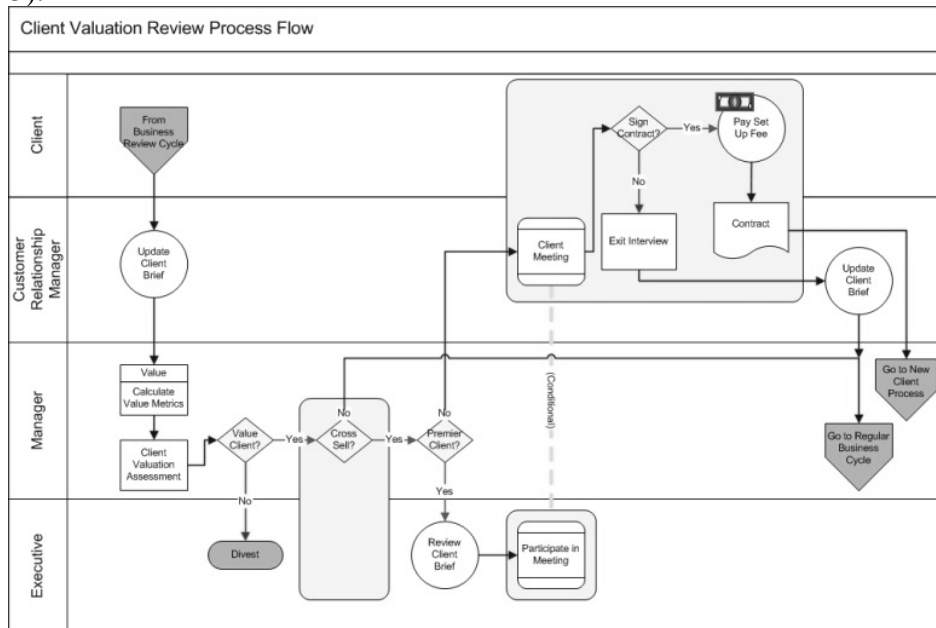 Client Valuation Review Process Flow
Client
From
Business
Review Cycle
Sign
Contract?
Yes
Pay Set
Up Fee
No
Customer
Relationship
Manager
Update
Client
Brief
Client
Meeting
Exit Interview
Contract
Update
Client
Brief
Manager
Value
Calculate
Value Metrics
Client
Valuation
Assessment
Value
Client?
Yes
No
Cross
Sell?
No
Yes
Premier
Client?
No
Yes
(Conditional)
Go to New
Client
Process
Go to Regular
Business
Cycle
Executive
Divest
Review
Client
Brief
Participate in
Meeting